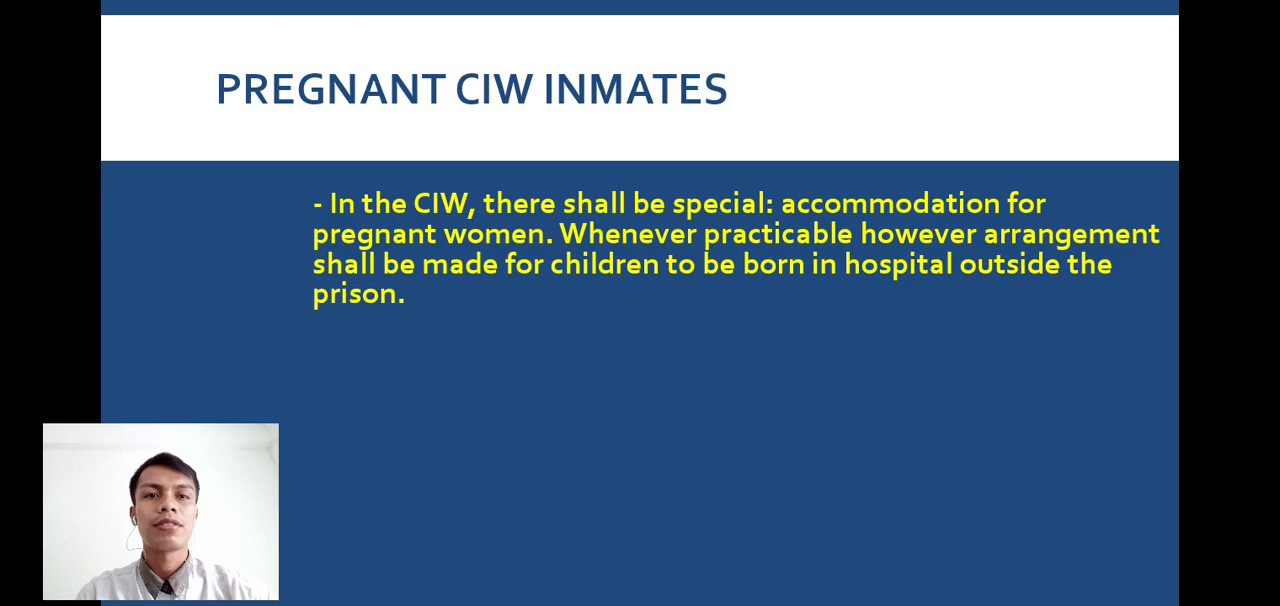 PREGNANT CIW INMATES
- In the CIW, there shall be special: accommodation for
pregnant women. Whenever practicable however arrangement
shall be made for children to be born in hospital outside the
prison.